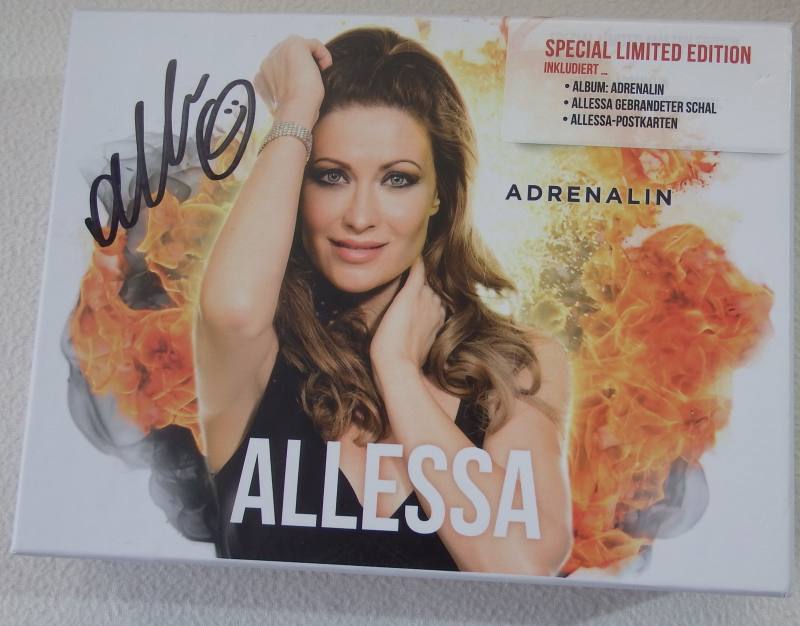 SPECIAL LIMITED EDITION
INKLUDIERT ...
• ALBUM: ADRENALIN
• ALLESSA GEBRANDETER SCHAL
• ALLESSA-POSTKARTEN
ADRENALIN
ALLESSA